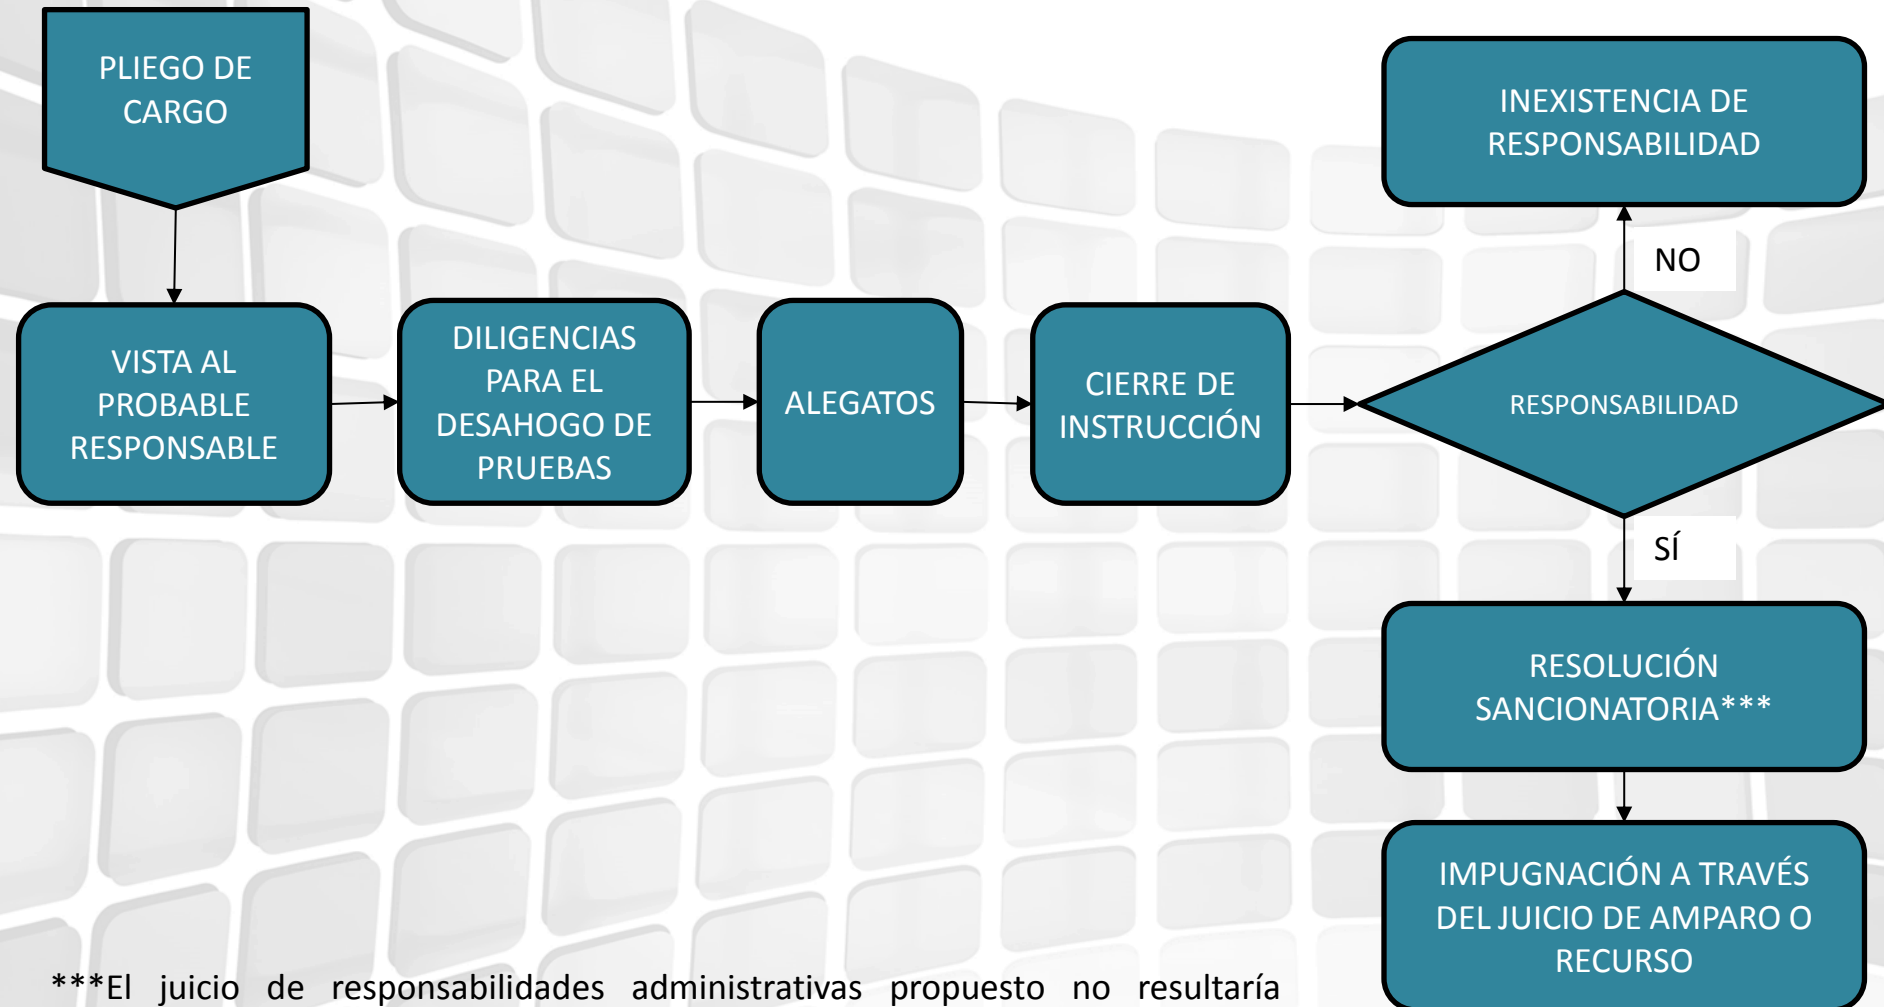 PLIEGO DE
CARGO
VISTA AL
PROBABLE
RESPONSABLE
DILIGENCIAS
PARA EL
DESAHOGO DE
PRUEBAS
ALEGATOS
CIERRE DE
INSTRUCCIÓN
RESPONSABILIDAD
NO
INEXISTENCIA DE
RESPONSABILIDAD
SÍ
RESOLUCIÓN
SANCIONATORIA***
IMPUGNACIÓN A TRAVÉS
DEL JUICIO DE AMPARO O
RECURSO
***El juicio de responsabilidades administrativas propuesto no resultaría